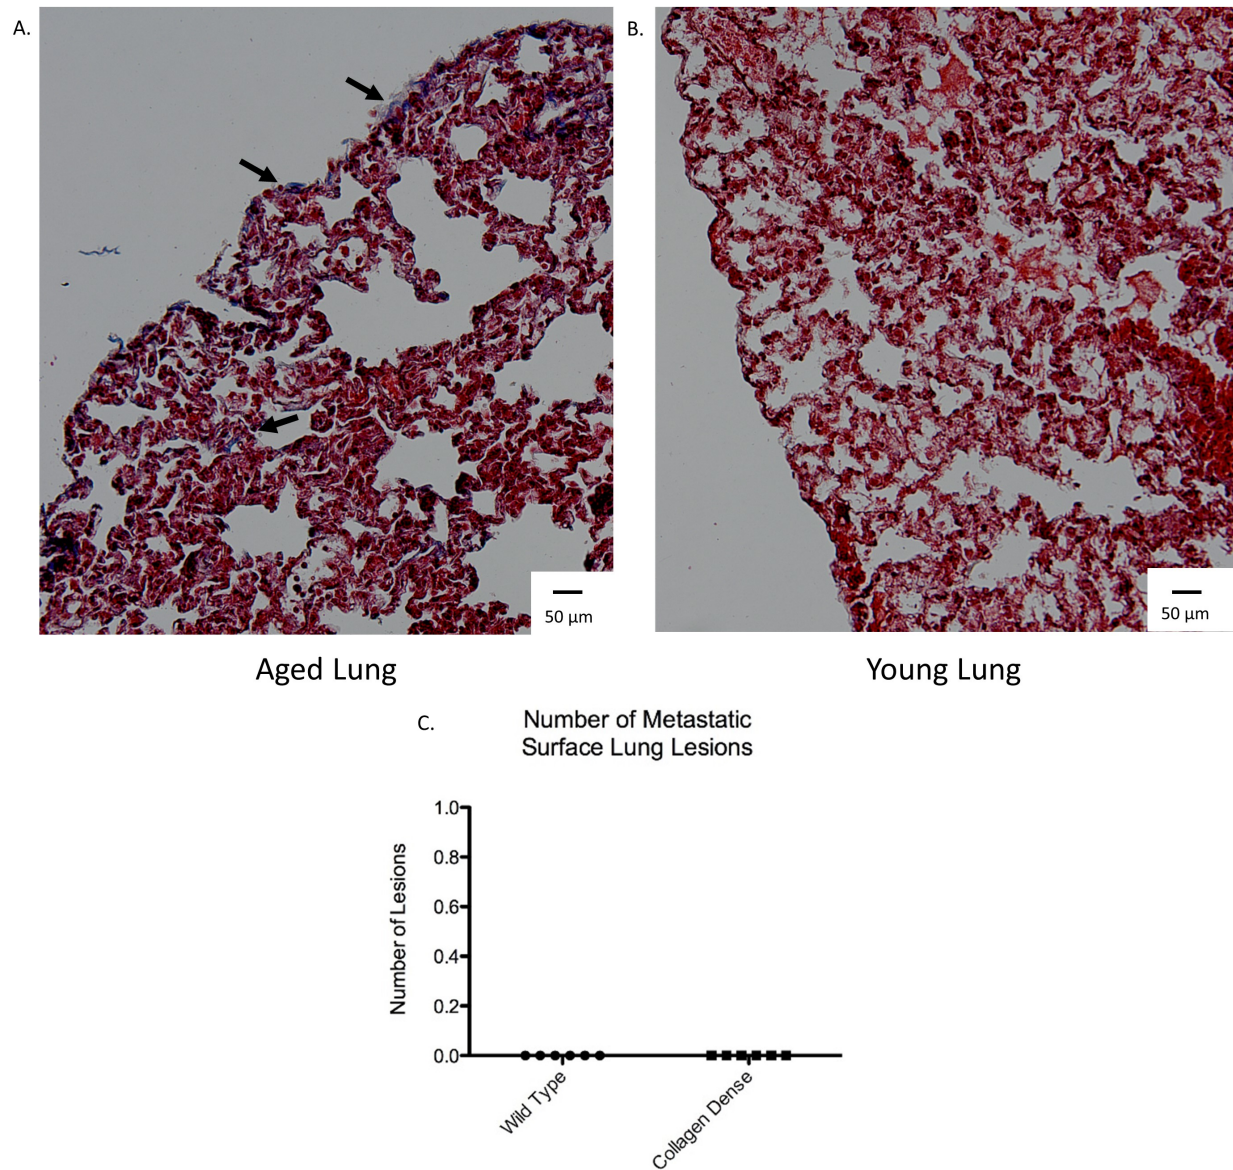 A.
B.
50 µm
50 µm
Aged Lung
Young Lung
C.
Number of Metastatic
Surface Lung Lesions
Number of Lesions
1.0
0.8
0.6
0.4
0.2
0.0
Wild Type
Collagen Dense